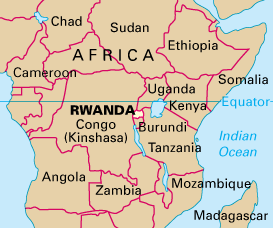 Chad
Sudan
AFRICA
Ethiopia
Cameroon
Somalia
Uganda
RWANDA
Kenya
Equator
Congo
(Kinshasa)
Burundi
Indian
Ocean
Tanzania
Angola
Zambia
Mozambique
Madagascar